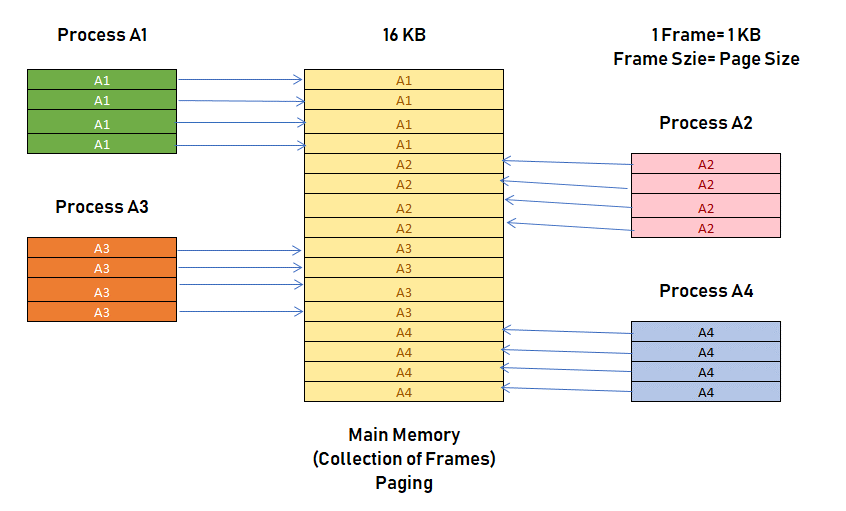 Process A1
16 KB
1 Frame= 1 KB
Frame Szie= Page Size
A1
A1
A1
A1
A1
A1
A1
A1
A2
A2
A2
A2
A3
A3
A3
A3
A4
A4
A4
A4
Process A2
A2
A2
A2
A2
Process A3
A3
A3
A3
A3
Process A4
A4
A4
A4
A4
Main Memory
(Collection of Frames)
Paging